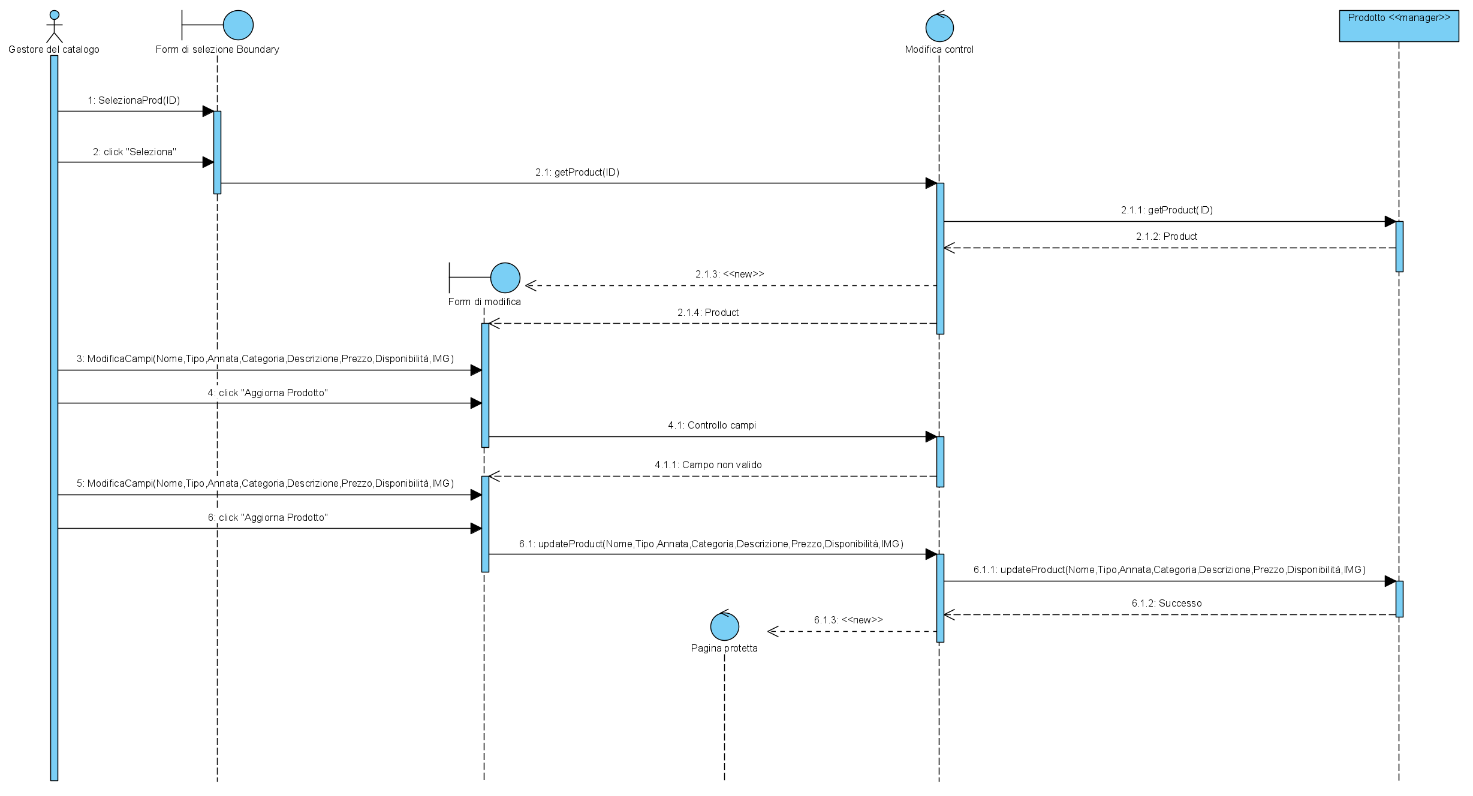 Gestore del catalogo
Form di selezione Boundary
Modifica control
Prodotto <<manager>>
1: SelezionaProd(ID)
2: click "Seleziona"
2.1: getProduct(ID)
2.1.1: getProduct(ID)
2.1.2: Product
2.1.3: <<new>>
Form di modifica
2.1.4: Product
3: ModificaCampi(Nome,Tipo,Annata,Categoria,Descrizione,Prezzo,Disponibilità,IMG)
4: click "Aggiorna Prodotto"
4.1: Controllo campi
4.1.1: Campo non valido
5: ModificaCampi(Nome,Tipo,Annata,Categoria,Descrizione,Prezzo,Disponibilità,IMG)
6: click "Aggiorna Prodotto"
6.1: updateProduct(Nome,Tipo,Annata,Categoria,Descrizione,Prezzo,Disponibilità,IMG)
6.1.1: updateProduct(Nome,Tipo,Annata,Categoria,Descrizione,Prezzo,Disponibilità,IMG)
6.1.2: Successo
6.1.3: <<new>>
Pagina protetta